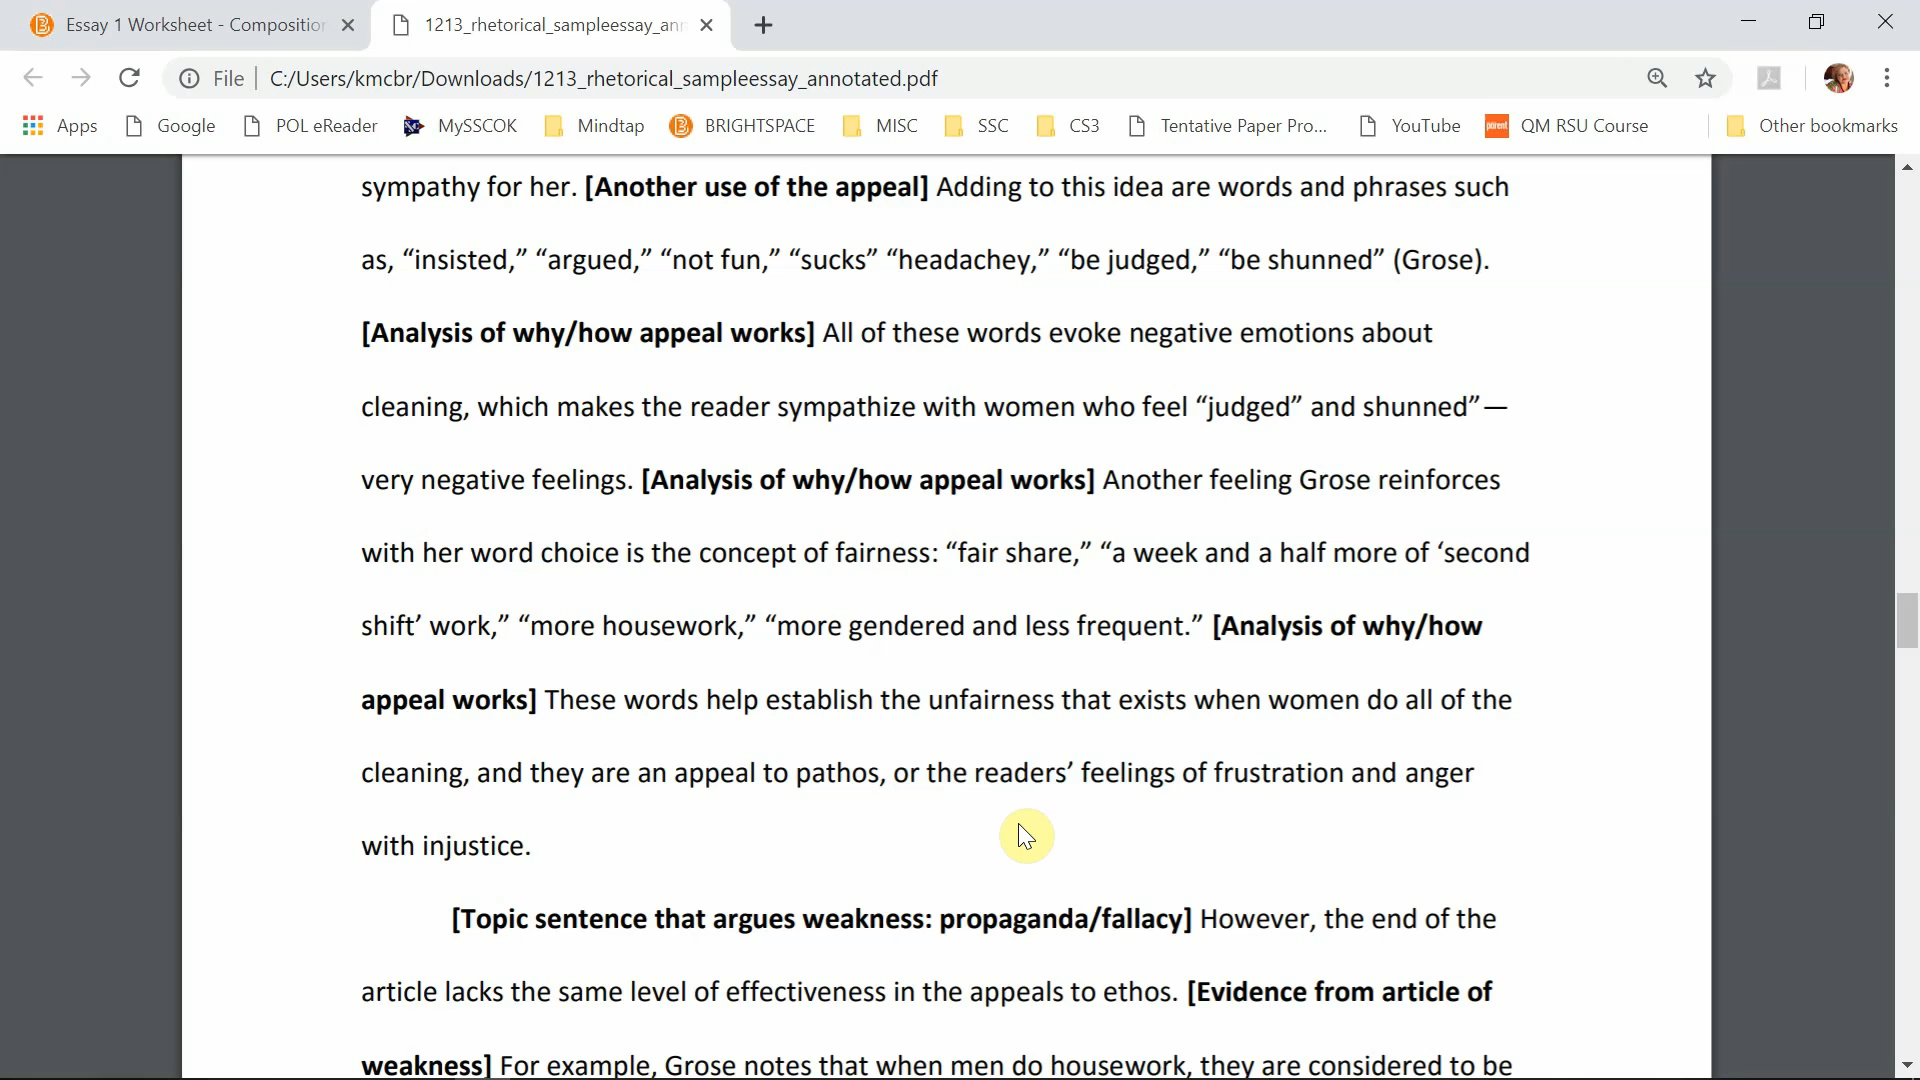 Essay 1 Worksheet - Composition
1213_rhetorical_sampleessay_ann
File
C:/Users/kmcbr/Downloads/1213_rhetorical_sampleessay_annotated.pdf
Apps
Google
POL eReader
MySSCOK
Mindtap
BRIGHTSPACE
MISC
SSC
CS3
Tentative Paper Pro...
YouTube
parent
QM RSU Course
Other bookmarks
sympathy for her. [Another use of the appeal] Adding to this idea are words and phrases such
as, “insisted,” “argued,” “not fun,” “sucks” “headachey,” “be judged,” “be shunned” (Grose).
[Analysis of why/how appeal works] All of these words evoke negative emotions about
cleaning, which makes the reader sympathize with women who feel “judged” and shunned”—
very negative feelings. [Analysis of why/how appeal works] Another feeling Grose reinforces
with her word choice is the concept of fairness: “fair share,” “a week and a half more of ‘second
shift’ work,” “more housework,” “more gendered and less frequent.” [Analysis of why/how
appeal works] These words help establish the unfairness that exists when women do all of the
cleaning, and they are an appeal to pathos, or the readers’ feelings of frustration and anger
with injustice.
[Topic sentence that argues weakness: propaganda/fallacy] However, the end of the
article lacks the same level of effectiveness in the appeals to ethos. [Evidence from article of
weakness] For example, Grose notes that when men do housework, they are considered to be